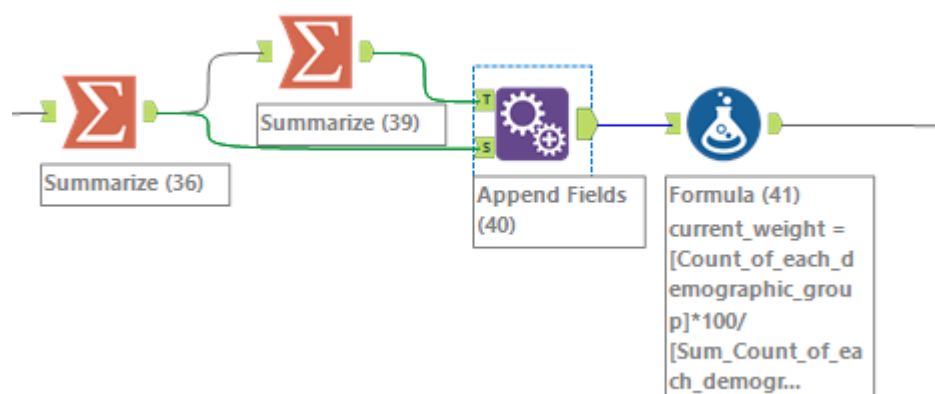 Summarize (39)
Summarize (36)
T
S
Append Fields
(40)
Formula (41)
current_weight =
[Count_of_each_d
emographic_grou
p]*100/
[Sum_Count_of_ea
ch_demogr...